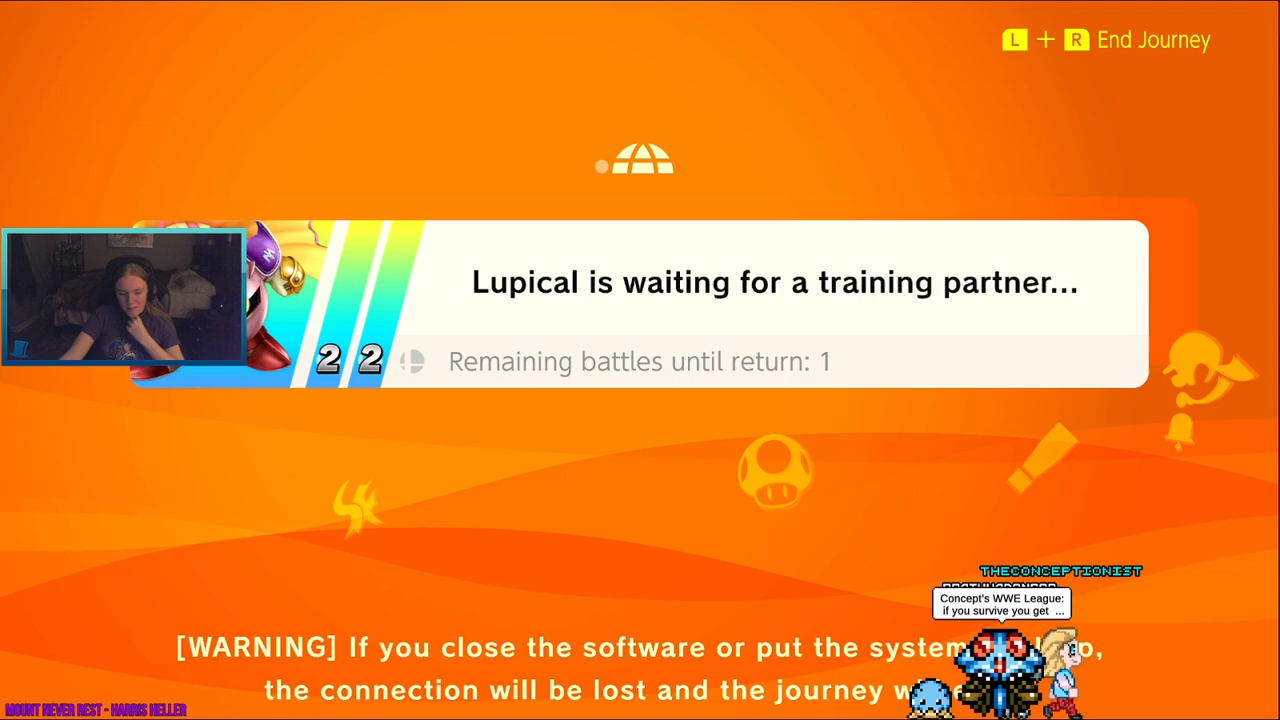 L + R End Journey
Lupical is waiting for a training partner...
2 2 Remaining battles until return: 1
THECONCEPTIONIST
Concept's WWE League:
if you survive you get ...
[WARNING] If you close the software or put the system
the connection will be lost and the journey w
MOUNT NEVER REST - HARRIS HELLER